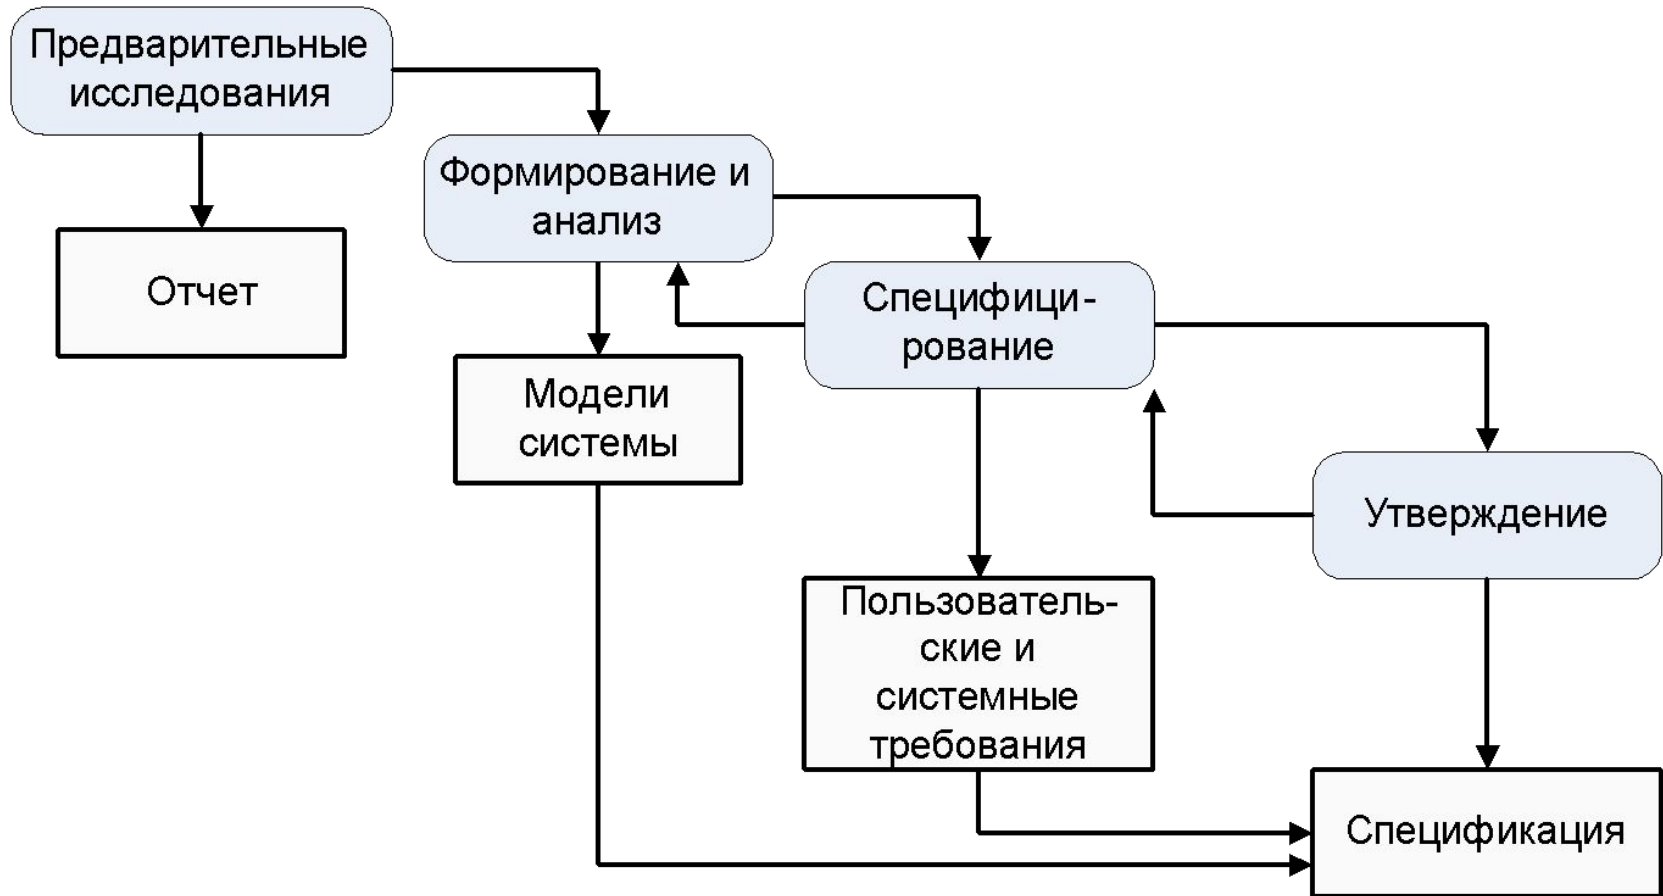 Предварительные
исследования
Формирование и
анализ
Отчет
Специфици-
рование
Модели
системы
Утверждение
Пользователь-
ские и
системные
требования
Спецификация